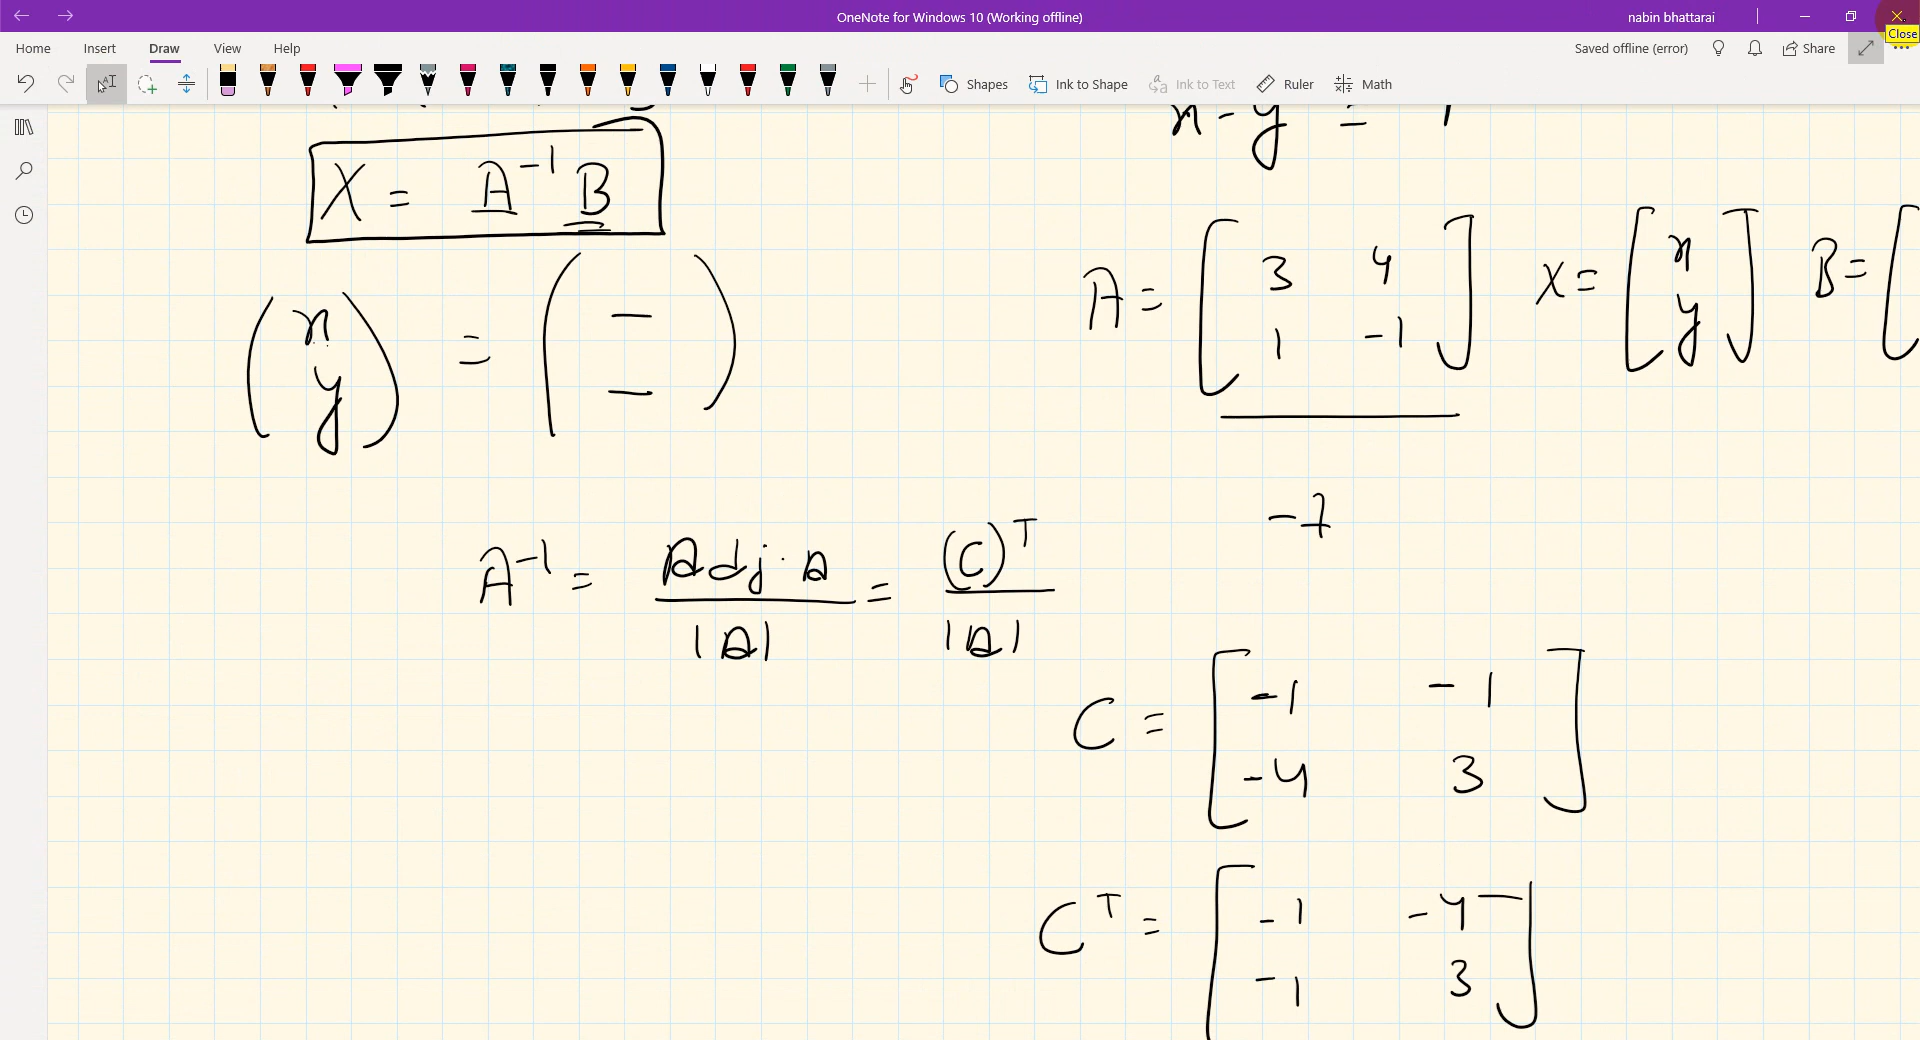 OneNote for Windows 10 (Working offline)
nabin bhattarai
Close
Home Insert Draw View Help
Saved offline (error) Share
Shapes Ink to Shape Ink to Text Ruler Math
x - y = 1
X = A⁻¹ B
A = [ 3 4
1 -1 ] X = [ x
y ] B = [
( x
y ) = ( —
— )
-7
A⁻¹ = Adj. A / |A| = (C)ᵀ / |A|
C = [ -1 -1
-4 3 ]
Cᵀ = [ -1 -4
-1 3 ]